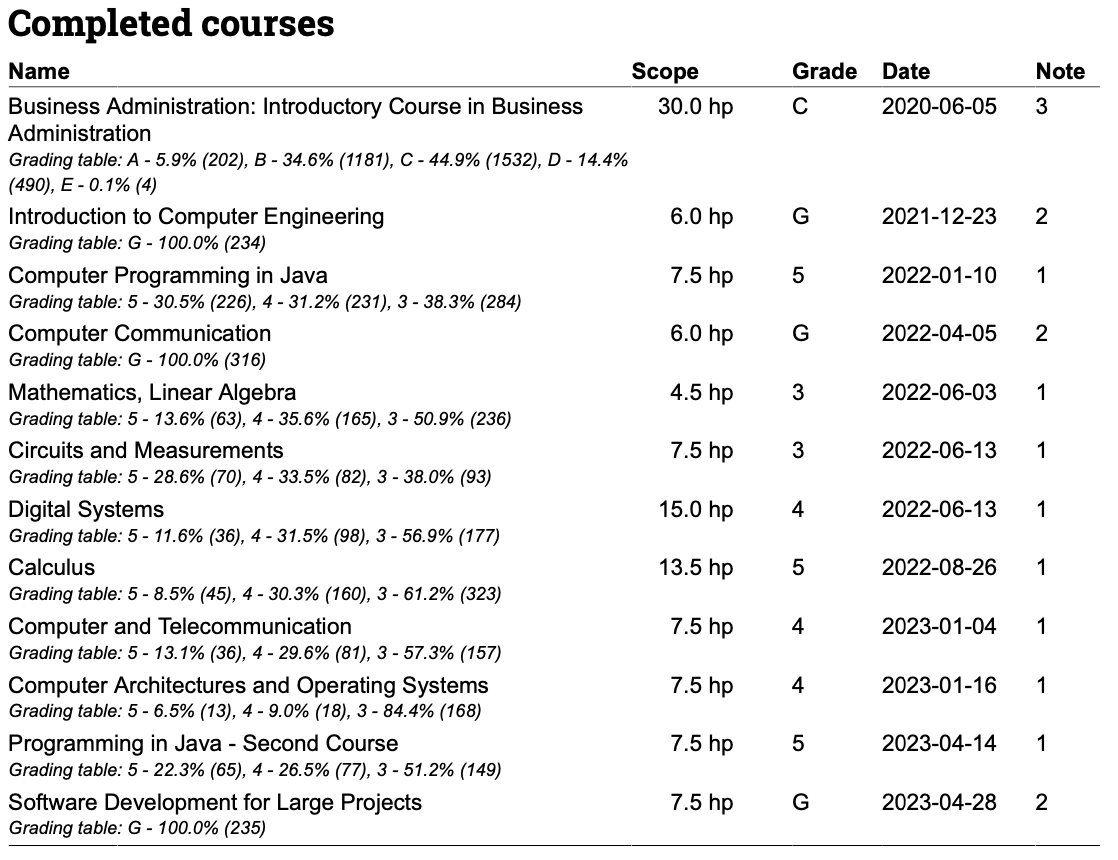 Completed courses
Name Scope Grade Date Note
Business Administration: Introductory Course in Business 30.0 hp C 2020-06-05 3
Administration
Grading table: A - 5.9% (202), B - 34.6% (1181), C - 44.9% (1532), D - 14.4%
(490), E - 0.1% (4)
Introduction to Computer Engineering 6.0 hp G 2021-12-23 2
Grading table: G - 100.0% (234)
Computer Programming in Java 7.5 hp 5 2022-01-10 1
Grading table: 5 - 30.5% (226), 4 - 31.2% (231), 3 - 38.3% (284)
Computer Communication 6.0 hp G 2022-04-05 2
Grading table: G - 100.0% (316)
Mathematics, Linear Algebra 4.5 hp 3 2022-06-03 1
Grading table: 5 - 13.6% (63), 4 - 35.6% (165), 3 - 50.9% (236)
Circuits and Measurements 7.5 hp 3 2022-06-13 1
Grading table: 5 - 28.6% (70), 4 - 33.5% (82), 3 - 38.0% (93)
Digital Systems 15.0 hp 4 2022-06-13 1
Grading table: 5 - 11.6% (36), 4 - 31.5% (98), 3 - 56.9% (177)
Calculus 13.5 hp 5 2022-08-26 1
Grading table: 5 - 8.5% (45), 4 - 30.3% (160), 3 - 61.2% (323)
Computer and Telecommunication 7.5 hp 4 2023-01-04 1
Grading table: 5 - 13.1% (36), 4 - 29.6% (81), 3 - 57.3% (157)
Computer Architectures and Operating Systems 7.5 hp 4 2023-01-16 1
Grading table: 5 - 6.5% (13), 4 - 9.0% (18), 3 - 84.4% (168)
Programming in Java - Second Course 7.5 hp 5 2023-04-14 1
Grading table: 5 - 22.3% (65), 4 - 26.5% (77), 3 - 51.2% (149)
Software Development for Large Projects 7.5 hp G 2023-04-28 2
Grading table: G - 100.0% (235)